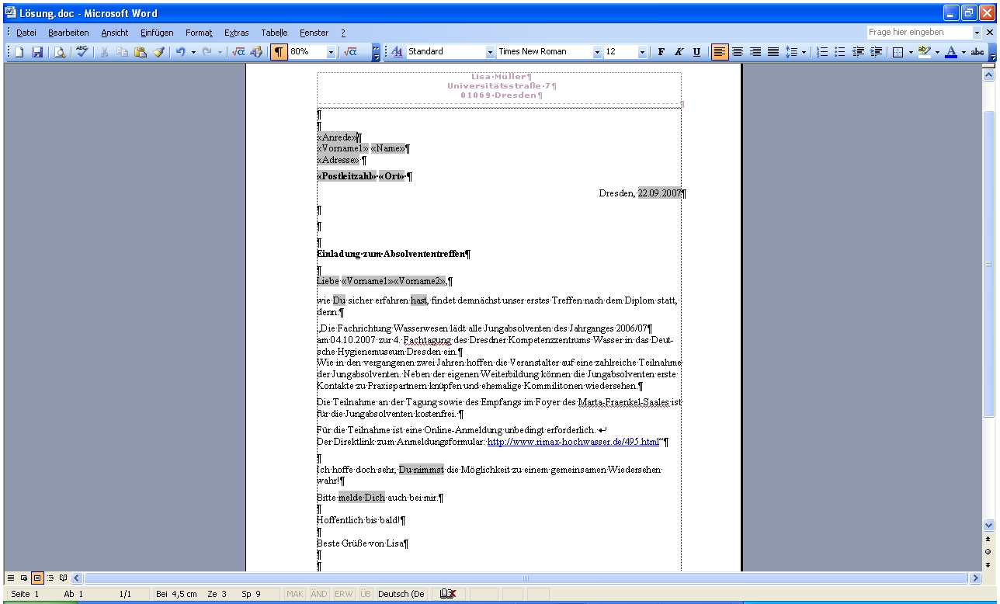 Lösung.doc - Microsoft Word
Datei Bearbeiten Ansicht Einfügen Format Extras Tabelle Fenster ? Frage hier eingeben
80% Standard Times New Roman 12 F K U
Lisa·Müller¶
Universitätsstraße·7¶
01069·Dresden¶
¶
¶
¶
«Anrede»¶
«Vorname1»·«Name»¶
«Adresse»·¶
«Postleitzahl»·«Ort»·¶
Dresden,·22.09.2007¶
¶
¶
¶
Einladung·zum·Absolvententreffen¶
¶
Liebe·«Vorname1»«Vorname2»,¶
wie·Du·sicher·erfahren·hast,·findet·demnächst·unser·erstes·Treffen·nach·dem·Diplom·statt,·
denn:¶
„Die·Fachrichtung·Wasserwesen·lädt·alle·Jungabsolventen·des·Jahrganges·2006/07¶
am·04.10.2007·zur·4.·Fachtagung·des·Dresdner·Kompetenzzentrums·Wasser·in·das·Deut-
sche·Hygienemuseum·Dresden·ein.¶
Wie·in·den·vergangenen·zwei·Jahren·hoffen·die·Veranstalter·auf·eine·zahlreiche·Teilnahme·
der·Jungabsolventen.·Neben·der·eigenen·Weiterbildung·können·die·Jungabsolventen·erste·
Kontakte·zu·Praxispartnern·knüpfen·und·ehemalige·Kommilitonen·wiedersehen.¶
Die·Teilnahme·an·der·Tagung·sowie·des·Empfangs·im·Foyer·des·Marta-Fraenkel-Saales·ist·
für·die·Jungabsolventen·kostenfrei.·¶
Für·die·Teilnahme·ist·eine·Online-Anmeldung·unbedingt·erforderlich.·↵
Der·Direktlink·zum·Anmeldungsformular:·http://www.rimax-hochwasser.de/495.html“¶
¶
Ich·hoffe·doch·sehr,·Du·nimmst·die·Möglichkeit·zu·einem·gemeinsamen·Wiedersehen·
wahr!¶
Bitte·melde·Dich·auch·bei·mir.¶
¶
Hoffentlich·bis·bald!¶
¶
Beste·Grüße·von·Lisa¶
¶
¶
Seite 1 Ab 1 1/1 Bei 4,5 cm Ze 3 Sp 9 MAK ÄND ERW ÜB Deutsch (De